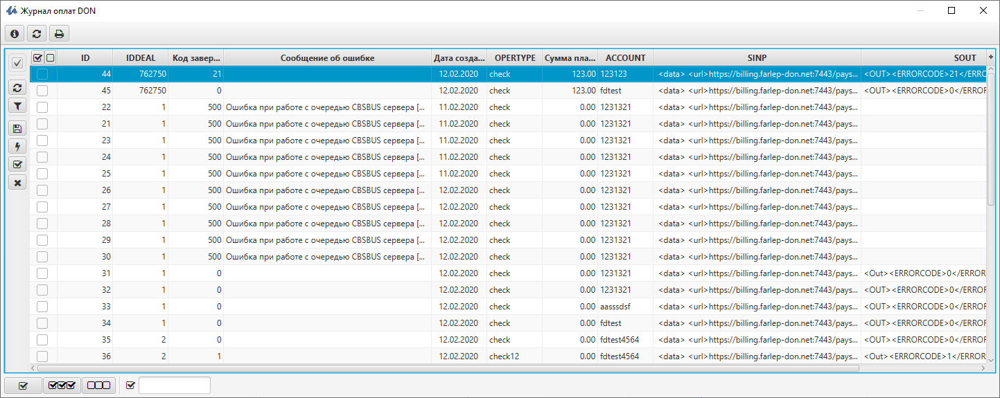 Журнал оплат DON
ID IDDEAL Код завер... Сообщение об ошибке Дата созда... OPERTYPE Сумма пла... ACCOUNT SINP SOUT
44 762750 21 12.02.2020 check 123.00 123123 <data> <url>https://billing.farlep-don.net:7443/pays... <OUT><ERRORCODE>21</ERRO
45 762750 0 12.02.2020 check 123.00 fdtest <data> <url>https://billing.farlep-don.net:7443/pays... <OUT><ERRORCODE>0</ERROR
22 1 500 Ошибка при работе с очередью CBSBUS сервера [... 11.02.2020 check 0.00 1231321 <data> <url>https://billing.farlep-don.net:7443/pays...
21 1 500 Ошибка при работе с очередью CBSBUS сервера [... 11.02.2020 check 0.00 1231321 <data> <url>https://billing.farlep-don.net:7443/pays...
23 1 500 Ошибка при работе с очередью CBSBUS сервера [... 11.02.2020 check 0.00 1231321 <data> <url>https://billing.farlep-don.net:7443/pays...
24 1 500 Ошибка при работе с очередью CBSBUS сервера [... 11.02.2020 check 0.00 1231321 <data> <url>https://billing.farlep-don.net:7443/pays...
25 1 500 Ошибка при работе с очередью CBSBUS сервера [... 11.02.2020 check 0.00 1231321 <data> <url>https://billing.farlep-don.net:7443/pays...
26 1 500 Ошибка при работе с очередью CBSBUS сервера [... 12.02.2020 check 0.00 1231321 <data> <url>https://billing.farlep-don.net:7443/pays...
27 1 500 Ошибка при работе с очередью CBSBUS сервера [... 12.02.2020 check 0.00 1231321 <data> <url>https://billing.farlep-don.net:7443/pays...
28 1 500 Ошибка при работе с очередью CBSBUS сервера [... 12.02.2020 check 0.00 1231321 <data> <url>https://billing.farlep-don.net:7443/pays...
29 1 500 Ошибка при работе с очередью CBSBUS сервера [... 12.02.2020 check 0.00 1231321 <data> <url>https://billing.farlep-don.net:7443/pays...
30 1 500 Ошибка при работе с очередью CBSBUS сервера [... 12.02.2020 check 0.00 1231321 <data> <url>https://billing.farlep-don.net:7443/pays...
31 1 0 12.02.2020 check 0.00 1231321 <data> <url>https://billing.farlep-don.net:7443/pays... <Out><ERRORCODE>0</ERROR
32 1 0 12.02.2020 check 0.00 1231321 <data> <url>https://billing.farlep-don.net:7443/pays... <OUT><ERRORCODE>0</ERROR
33 1 0 12.02.2020 check 0.00 aasssdsf <data> <url>https://billing.farlep-don.net:7443/pays... <OUT><ERRORCODE>0</ERROR
34 1 0 12.02.2020 check 0.00 fdtest <data> <url>https://billing.farlep-don.net:7443/pays... <OUT><ERRORCODE>0</ERROR
35 2 0 12.02.2020 check 0.00 fdtest4564 <data> <url>https://billing.farlep-don.net:7443/pays... <OUT><ERRORCODE>0</ERROR
36 2 1 12.02.2020 check12 0.00 fdtest4564 <data> <url>https://billing.farlep-don.net:7443/pays... <Out><ERRORCODE>1</ERROR